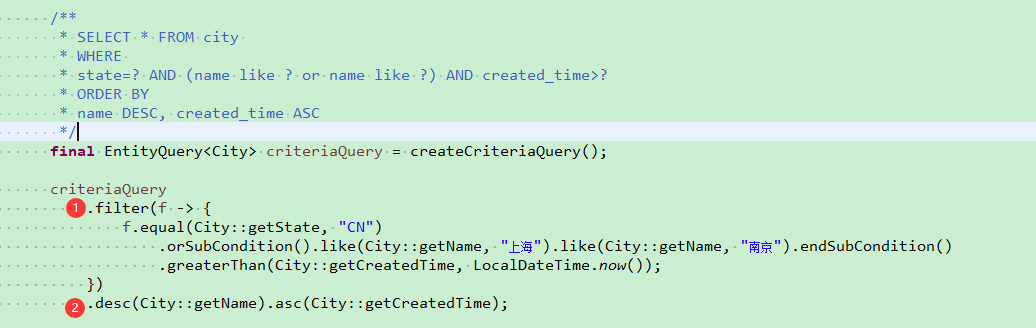 /**
* SELECT * FROM city
* WHERE
* state=? AND (name like ? or name like ?) AND created_time>?
* ORDER BY
* name DESC, created_time ASC
*/
final EntityQuery<City> criteriaQuery = createCriteriaQuery();
criteriaQuery
1 .filter(f -> {
f.equal(City::getState, "CN")
.orSubCondition().like(City::getName, "上海").like(City::getName, "南京").endSubCondition()
.greaterThan(City::getCreatedTime, LocalDateTime.now());
})
2 .desc(City::getName).asc(City::getCreatedTime);